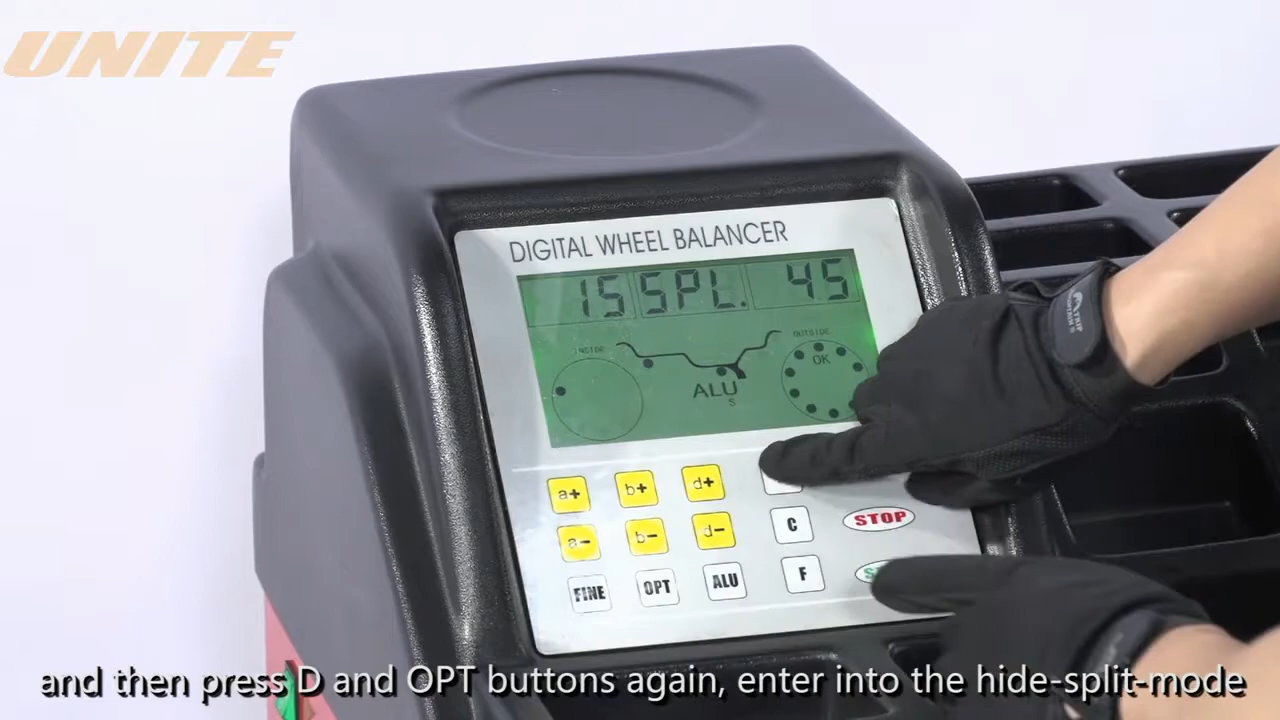 UNITE
DIGITAL WHEEL BALANCER
15 SPL. 45
INSIDE
OUTSIDE
OK
ALU
S
a+ b+ d+
a- b- d- C STOP
FINE OPT ALU F
and then press D and OPT buttons again, enter into the hide-split-mode